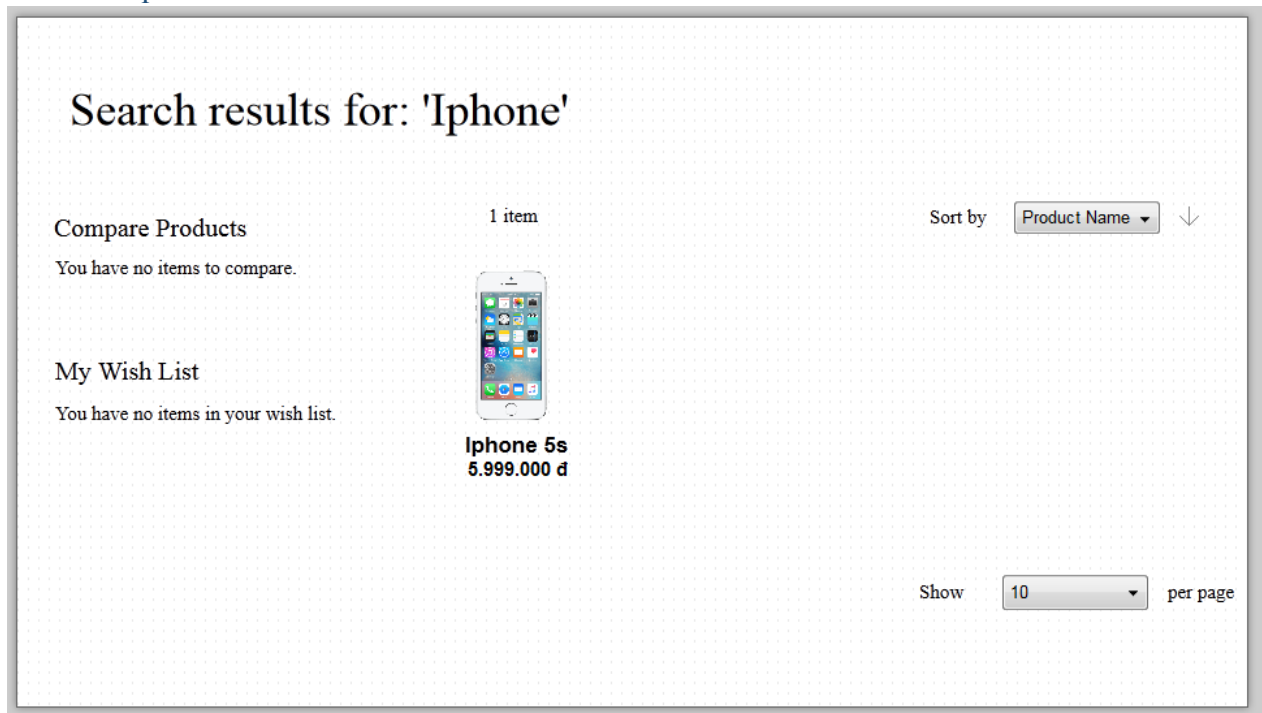 Search results for: 'Iphone'
Compare Products
You have no items to compare.
My Wish List
You have no items in your wish list.
1 item
Sort by Product Name
Iphone 5s
5.999.000 đ
Show 10 per page